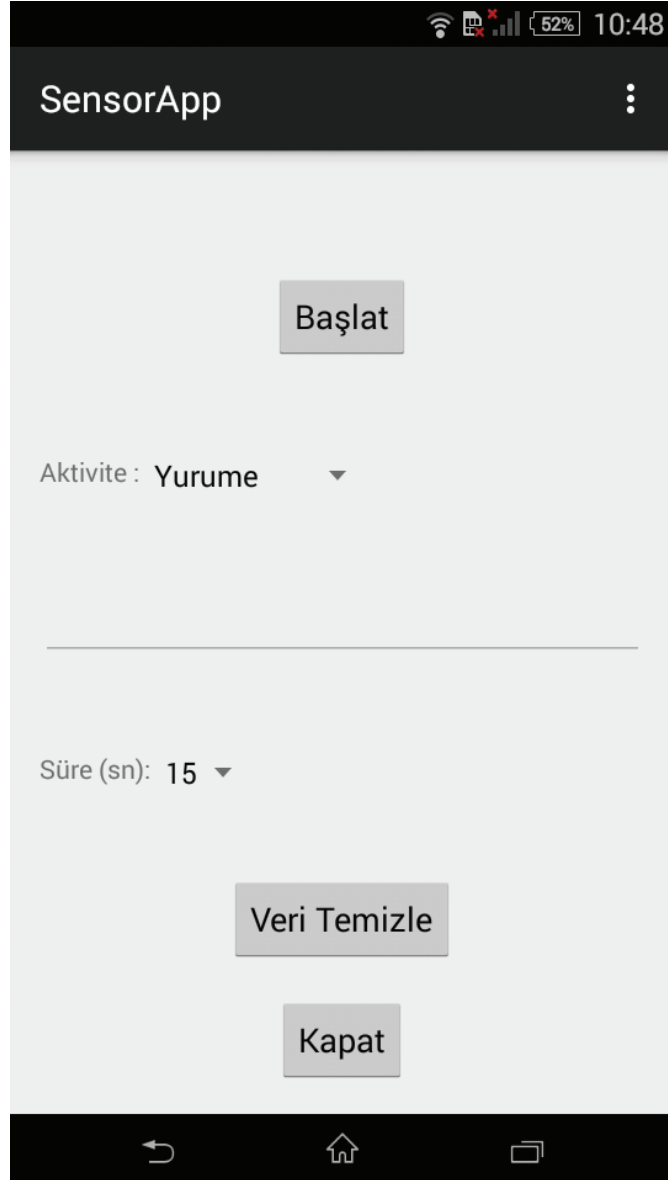 52% 10:48
SensorApp
Başlat
Aktivite : Yurume
Süre (sn): 15
Veri Temizle
Kapat